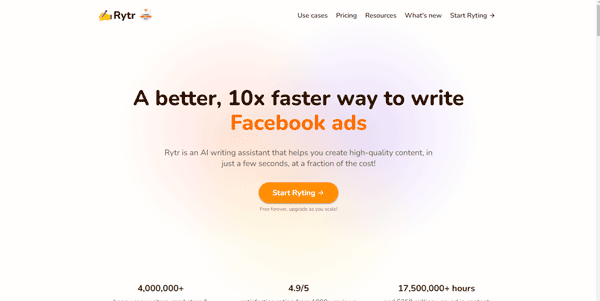 Rytr
Use cases Pricing Resources What's new Start Ryting →
A better, 10x faster way to write
Facebook ads
Rytr is an AI writing assistant that helps you create high-quality content, in
just a few seconds, at a fraction of the cost!
Start Ryting →
Free forever, upgrade as you scale!
4,000,000+ 4.9/5 17,500,000+ hours